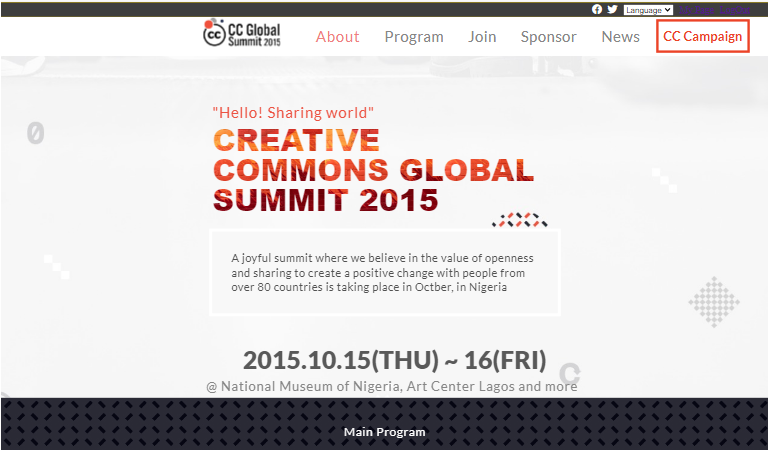 Language
CC Global
Summit 2015
About Program Join Sponsor News CC Campaign
"Hello! Sharing world"
CREATIVE
COMMONS GLOBAL
SUMMIT 2015
A joyful summit where we believe in the value of openness
and sharing to create a positive change with people from
over 80 countries is taking place in Octber, in Nigeria
2015.10.15(THU) ~ 16(FRI)
@ National Museum of Nigeria, Art Center Lagos and more
Main Program